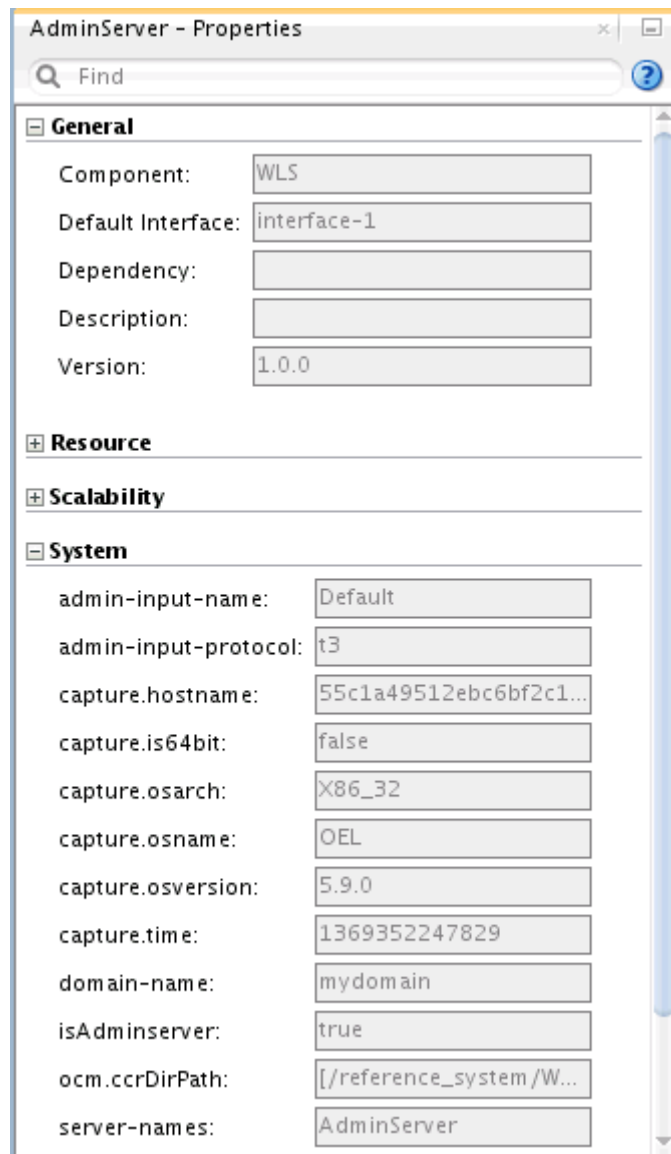 AdminServer - Properties
Find
General
Component: WLS
Default Interface: interface-1
Dependency:
Description:
Version: 1.0.0
Resource
Scalability
System
admin-input-name: Default
admin-input-protocol: t3
capture.hostname: 55c1a49512ebc6bf2c1...
capture.is64bit: false
capture.osarch: X86_32
capture.osname: OEL
capture.osversion: 5.9.0
capture.time: 1369352247829
domain-name: mydomain
isAdminserver: true
ocm.ccrDirPath: [/reference_system/W...
server-names: AdminServer